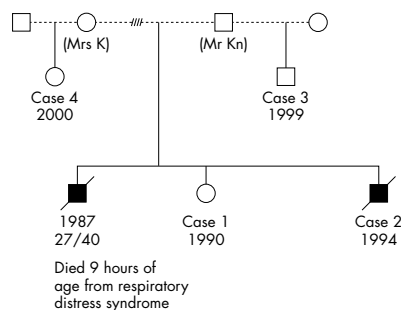 (Mrs K)
(Mr Kn)
Case 4
2000
Case 3
1999
1987
27/40
Died 9 hours of
age from respiratory
distress syndrome
Case 1
1990
Case 2
1994